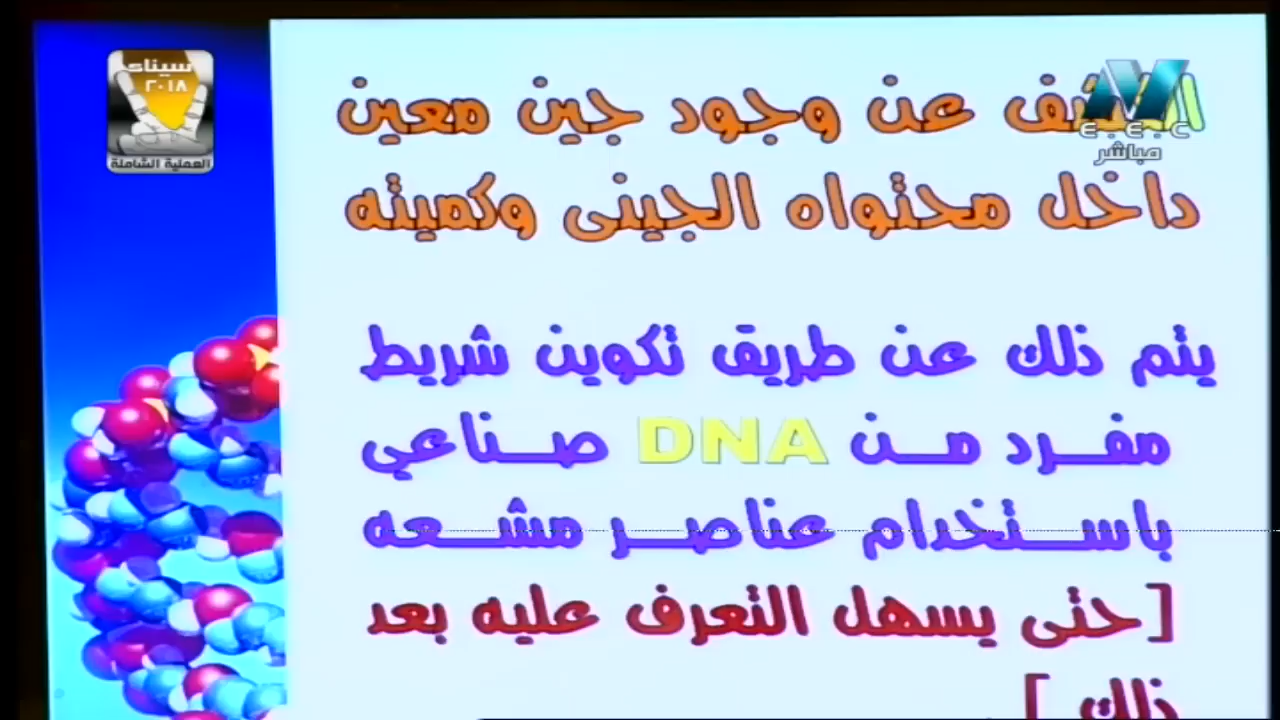 سيناء
٢٠١٨
العملية الشاملة
EEC
مباشر
عن وجود جين معين
داخل محتواه الجينى وكميته
يتم ذلك عن طريق تكوين شريط
مفرد من DNA صناعي
باستخدام عناصر مشعه
[حتى يسهل التعرف عليه بعد
ذلك ]